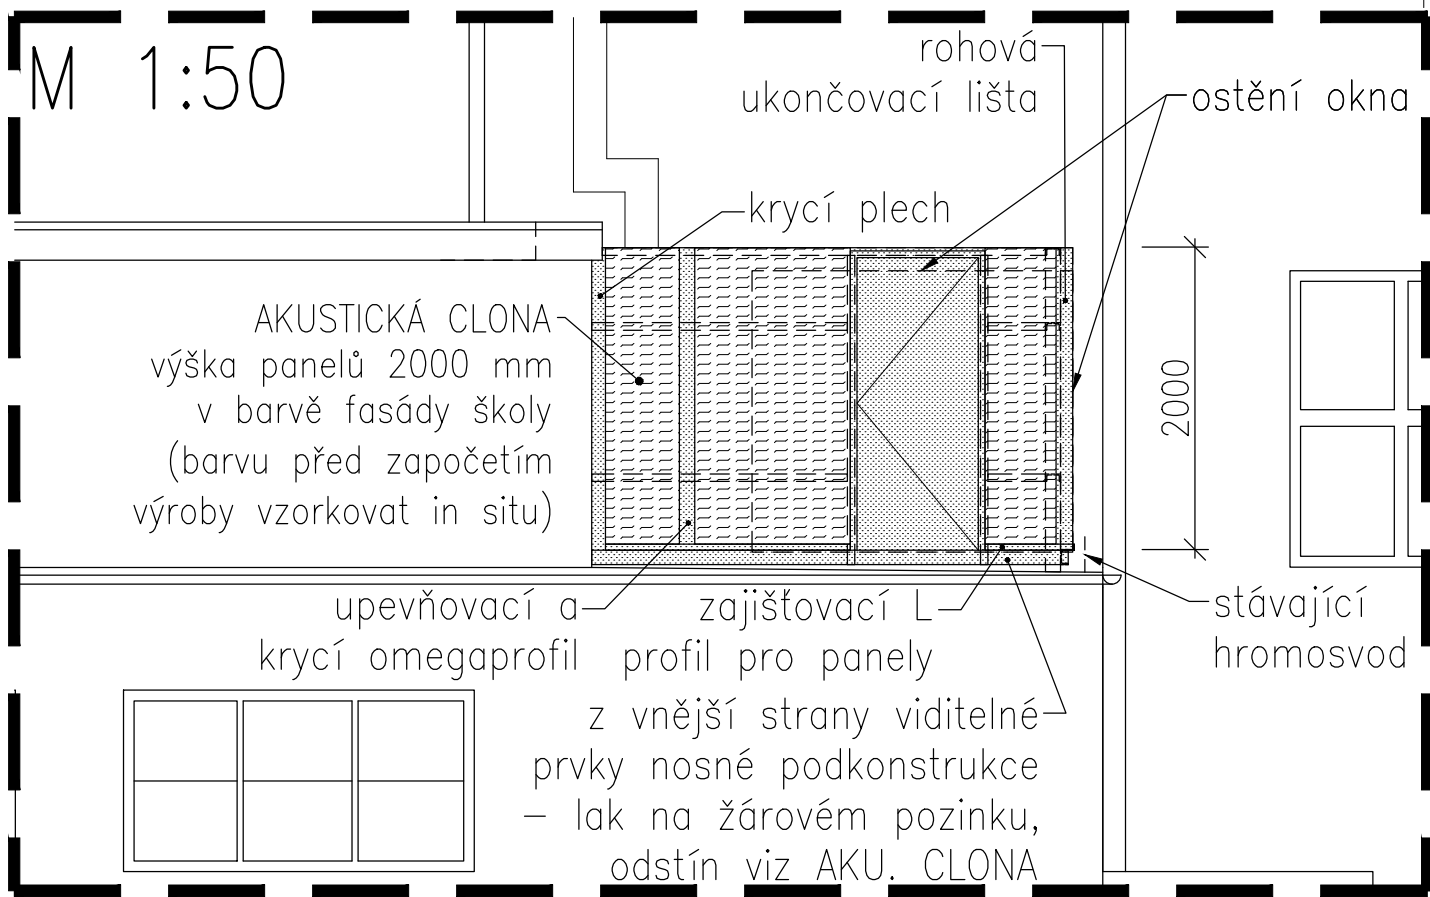 M 1:50
rohová
ukončovací lišta
ostění okna
krycí plech
AKUSTICKÁ CLONA
výška panelů 2000 mm
v barvě fasády školy
(barvu před započetím
výroby vzorkovat in situ)
2000
upevňovací a
krycí omegaprofil
zajišťovací L
profil pro panely
stávající
hromosvod
z vnější strany viditelné
prvky nosné podkonstrukce
– lak na žárovém pozinku,
odstín viz AKU. CLONA